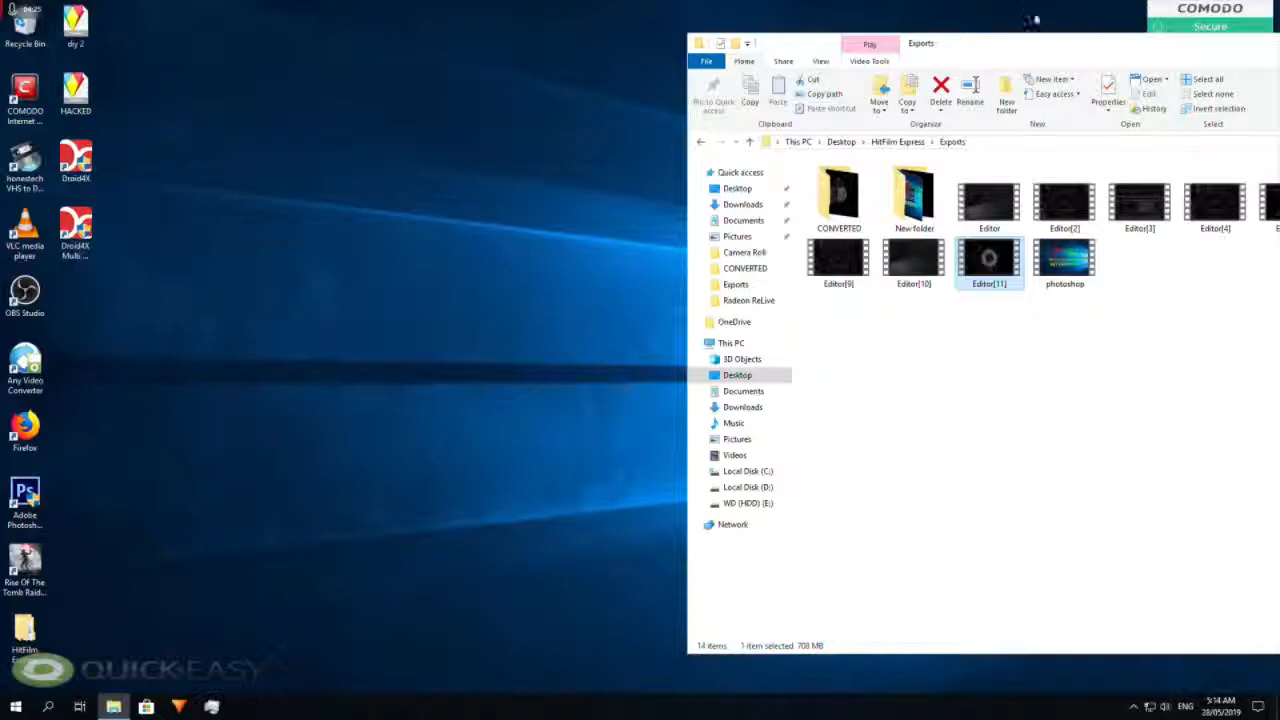 04:25
Recycle Bin
diy 2
COMODO
Internet ...
HACKED
honestech
VHS to D...
Droid4X
VLC media
player
Droid4X
Multi ...
OBS Studio
Any Video
Converter
Firefox
Ps
Adobe
Photosh...
Rise Of The
Tomb Raid...
HitFilm
QUICK-EASY
COMODO
Secure
Play
Exports
File
Home
Share
View
Video Tools
Pin to Quick
access
Copy
Paste
Cut
Copy path
Paste shortcut
Clipboard
Move
to
Copy
to
Delete
Rename
Organize
New
folder
New item
Easy access
New
Properties
Open
Edit
History
Open
Select all
Select none
Invert selection
Select
This PC > Desktop > HitFilm Express > Exports
Quick access
Desktop
Downloads
Documents
Pictures
Camera Roll
CONVERTED
Exports
Radeon ReLive
OneDrive
This PC
3D Objects
Desktop
Documents
Downloads
Music
Pictures
Videos
Local Disk (C:)
Local Disk (D:)
WD (HDD) (E:)
Network
CONVERTED
New folder
Editor
Editor[2]
Editor[3]
Editor[4]
Editor[9]
Editor[10]
Editor[11]
photoshop
14 items
1 item selected 708 MB
ENG
5:14 AM
28/05/2019